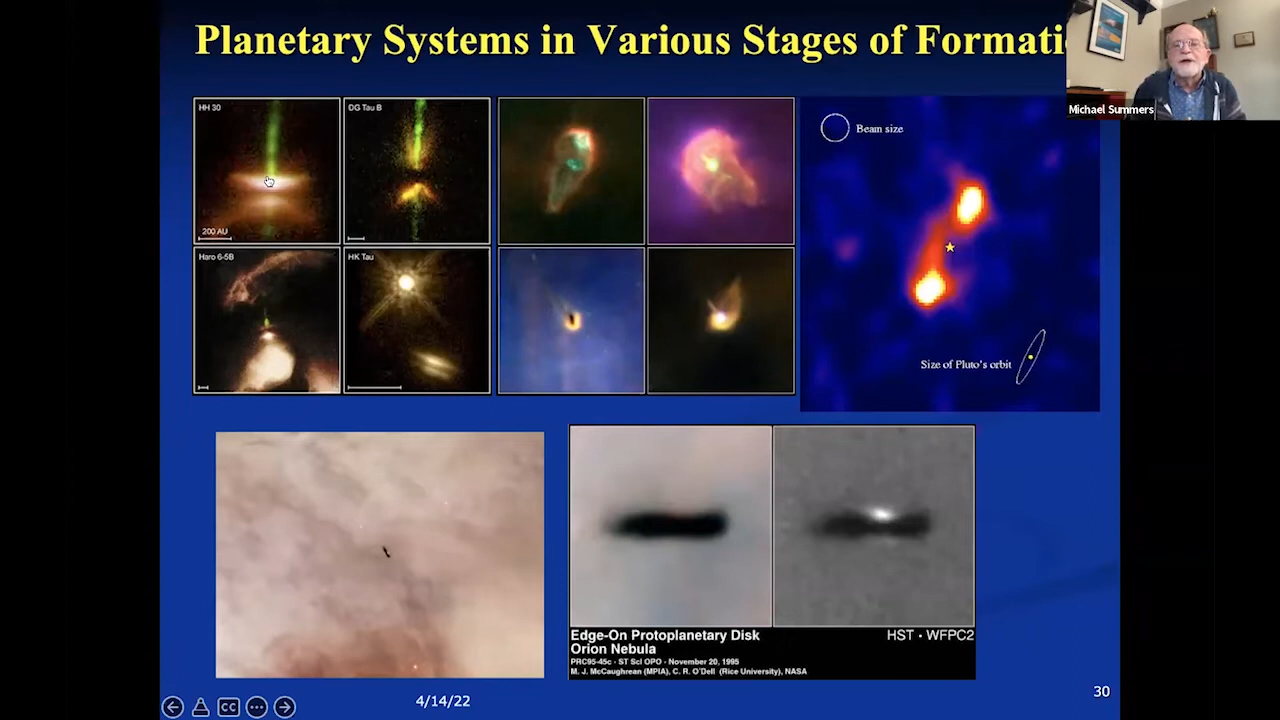 Planetary Systems in Various Stages of Formati
Michael Summers
HH 30
DG Tau B
200 AU
Haro 6-5B
HK Tau
Beam size
Size of Pluto's orbit
Edge-On Protoplanetary Disk
Orion Nebula
HST · WFPC2
PRC95-45c · ST ScI OPO · November 20, 1995
M. J. McCaughrean (MPIA), C. R. O'Dell (Rice University), NASA
CC
4/14/22
30